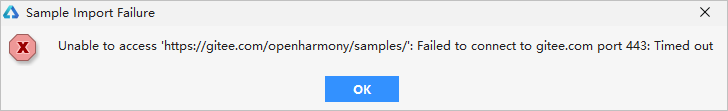 Sample Import Failure
Unable to access 'https://gitee.com/openharmony/samples/': Failed to connect to gitee.com port 443: Timed out
OK